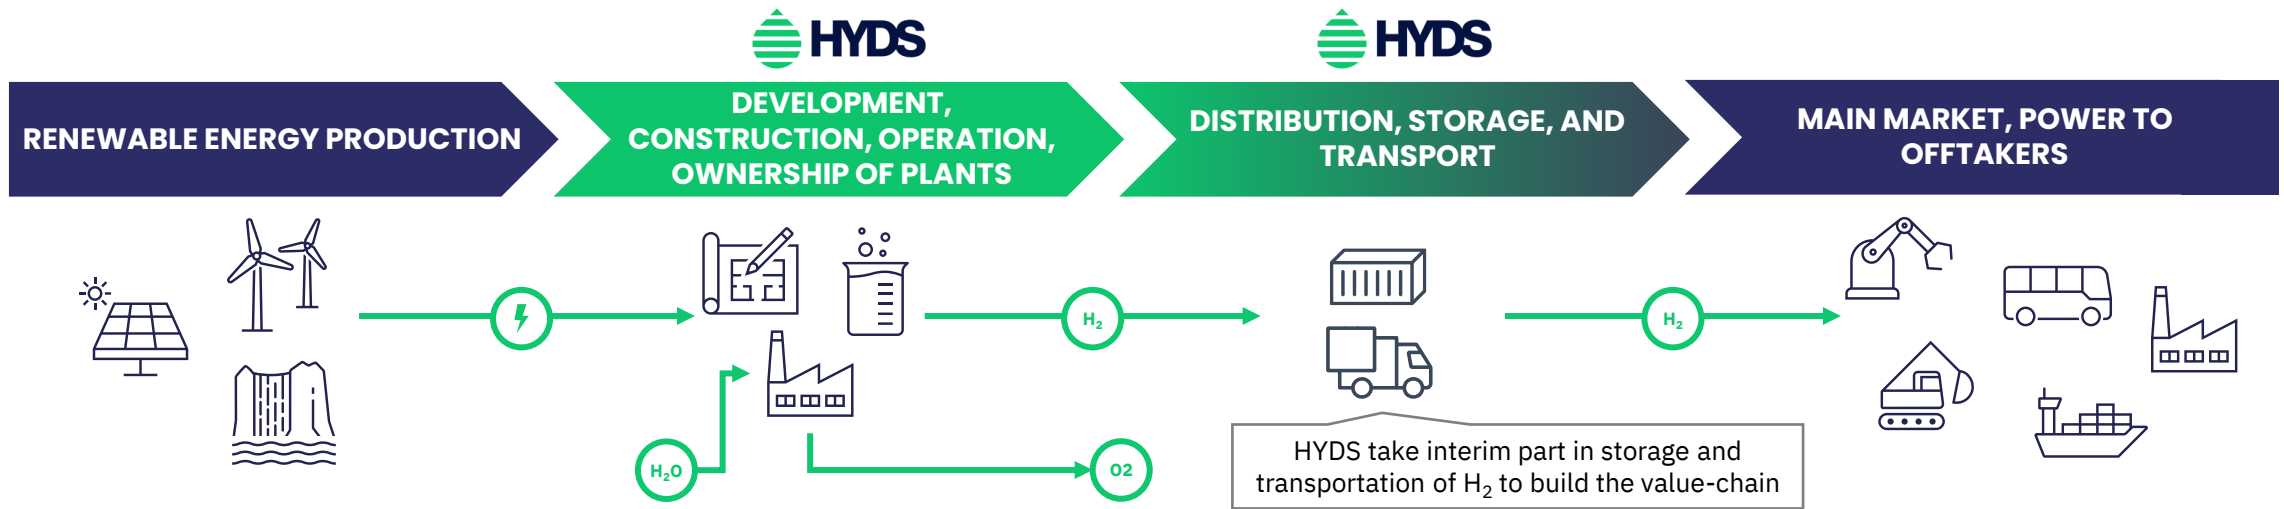 HYDS
HYDS
RENEWABLE ENERGY PRODUCTION
DEVELOPMENT,
CONSTRUCTION, OPERATION,
OWNERSHIP OF PLANTS
DISTRIBUTION, STORAGE, AND
TRANSPORT
MAIN MARKET, POWER TO
OFFTAKERS
H₂
H₂
H₂O
O2
HYDS take interim part in storage and
transportation of H₂ to build the value-chain